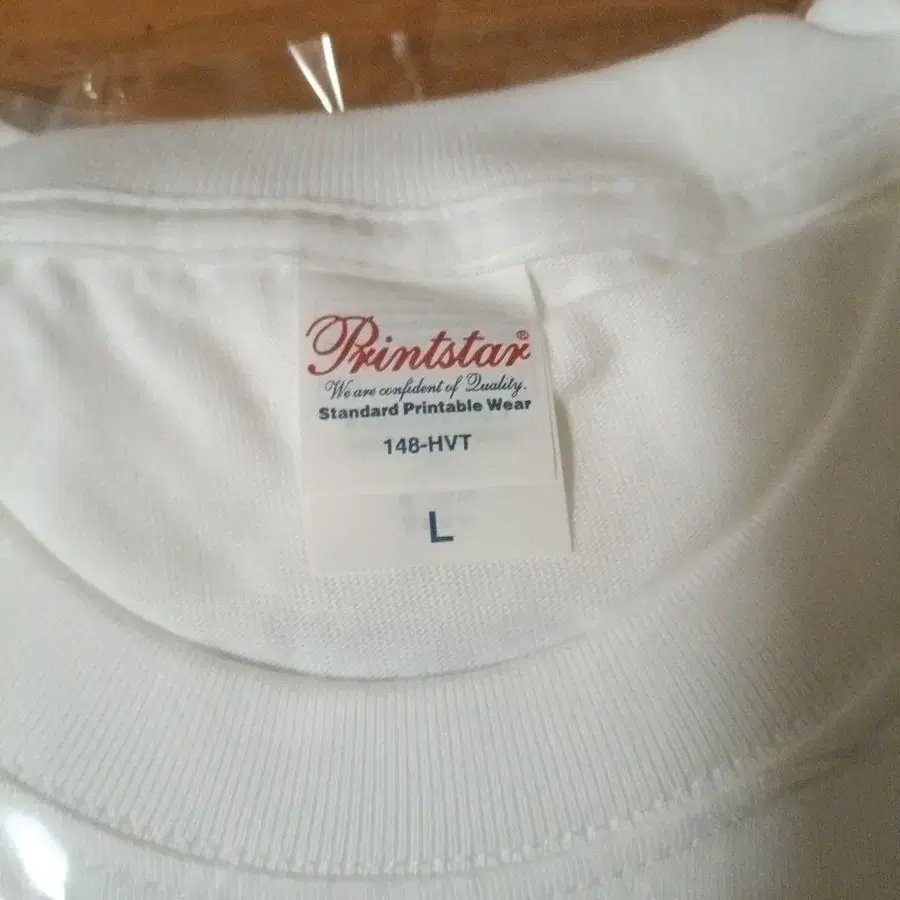 Printstar®
We are confident of Quality.
Standard Printable Wear
148-HVT
L